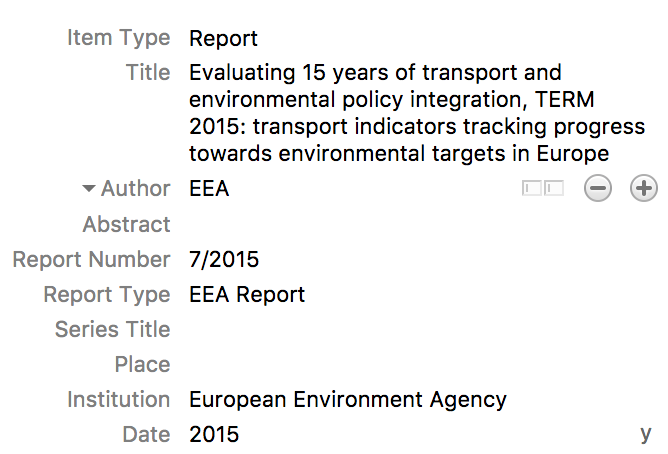 Item Type Report
Title Evaluating 15 years of transport and
environmental policy integration, TERM
2015: transport indicators tracking progress
towards environmental targets in Europe
Author EEA
Abstract
Report Number 7/2015
Report Type EEA Report
Series Title
Place
Institution European Environment Agency
Date 2015 y